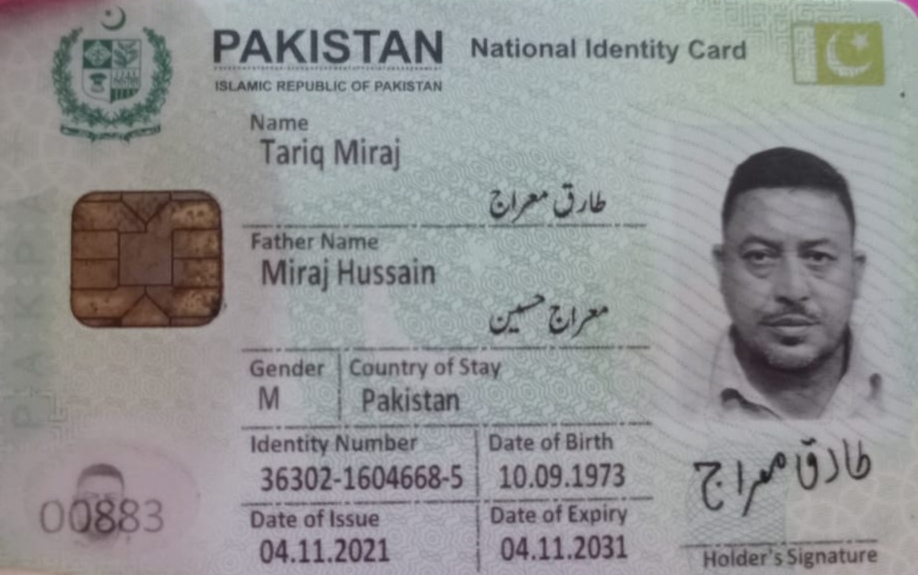 PAKISTAN National Identity Card
ISLAMIC REPUBLIC OF PAKISTAN
Name
Tariq Miraj
طارق معراج
Father Name
Miraj Hussain
معراج حسین
Gender Country of Stay
M Pakistan
Identity Number Date of Birth
36302-1604668-5 10.09.1973
Date of Issue Date of Expiry
04.11.2021 04.11.2031
00883
طارق معراج
Holder's Signature